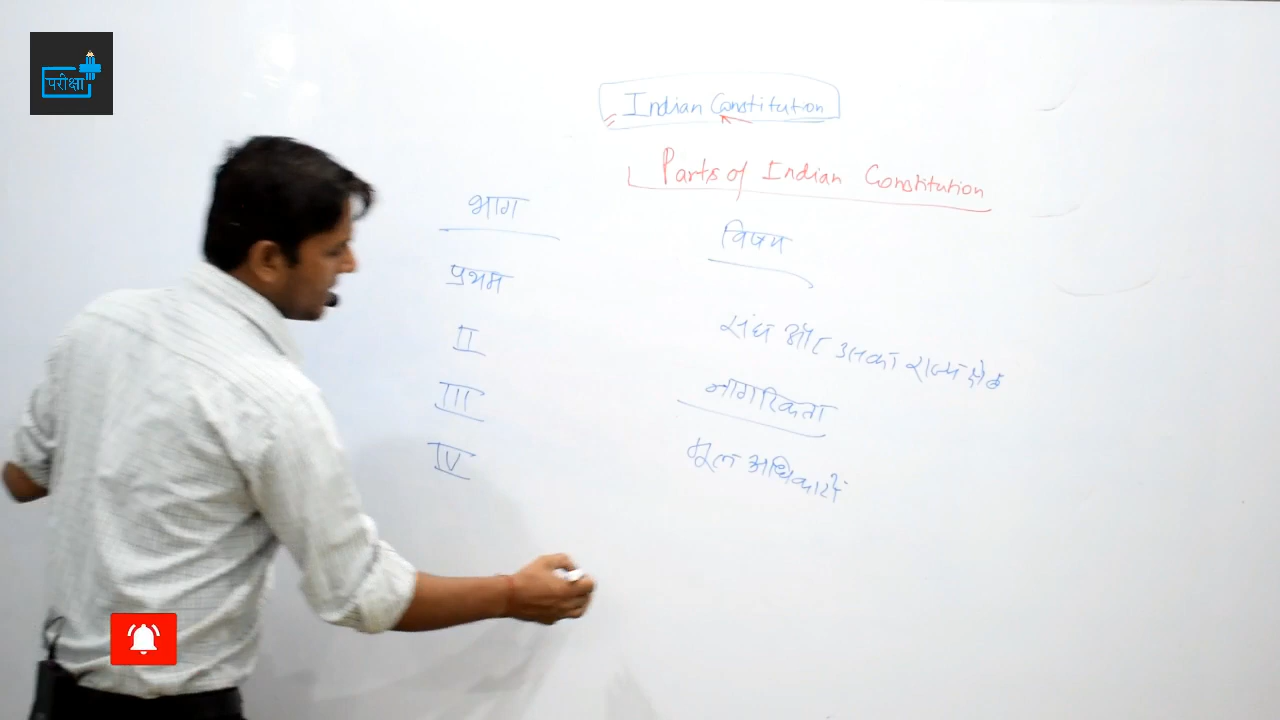 परीक्षा
Indian Constitution
Parts of Indian Constitution
भाग
विषय
प्रथम
संघ और उसका राज्य क्षेत्र
II
नागरिकता
III
मूल अधिकारों
IV